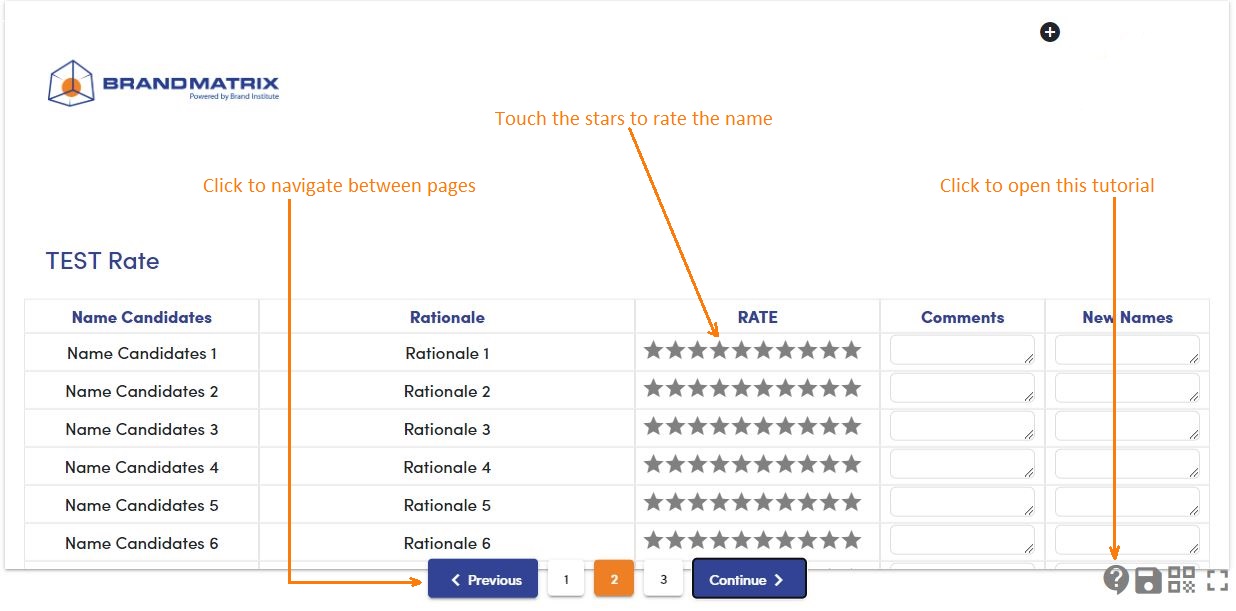 BRANDMATRIX
Powered by Brand Institute
Touch the stars to rate the name
Click to navigate between pages
Click to open this tutorial
TEST Rate
Name Candidates Rationale RATE Comments New Names
Name Candidates 1 Rationale 1
Name Candidates 2 Rationale 2
Name Candidates 3 Rationale 3
Name Candidates 4 Rationale 4
Name Candidates 5 Rationale 5
Name Candidates 6 Rationale 6
Previous 1 2 3 Continue